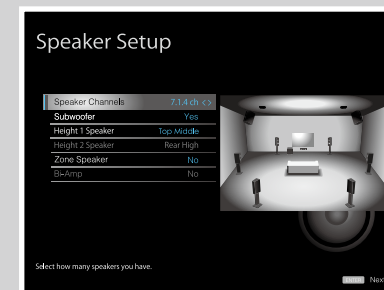 Speaker Setup
Speaker Channels 7.1.4 ch < >
Subwoofer Yes
Height 1 Speaker Top Middle
Height 2 Speaker Rear High
Zone Speaker No
Bi-Amp No
Select how many speakers you have.
ENTER Next